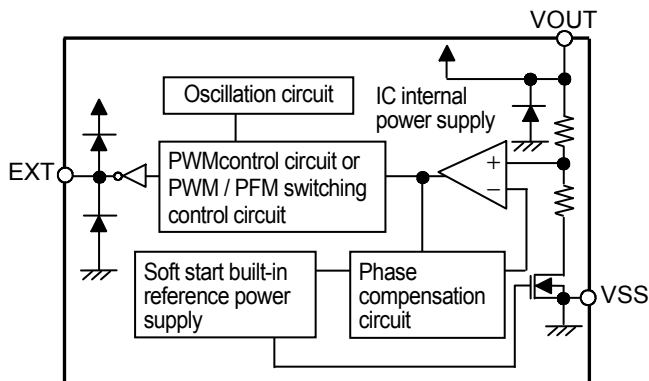 VOUT
Oscillation circuit
IC internal
power supply
EXT
PWMcontrol circuit or
PWM / PFM switching
control circuit
+
−
Soft start built-in
reference power
supply
Phase
compensation
circuit
VSS